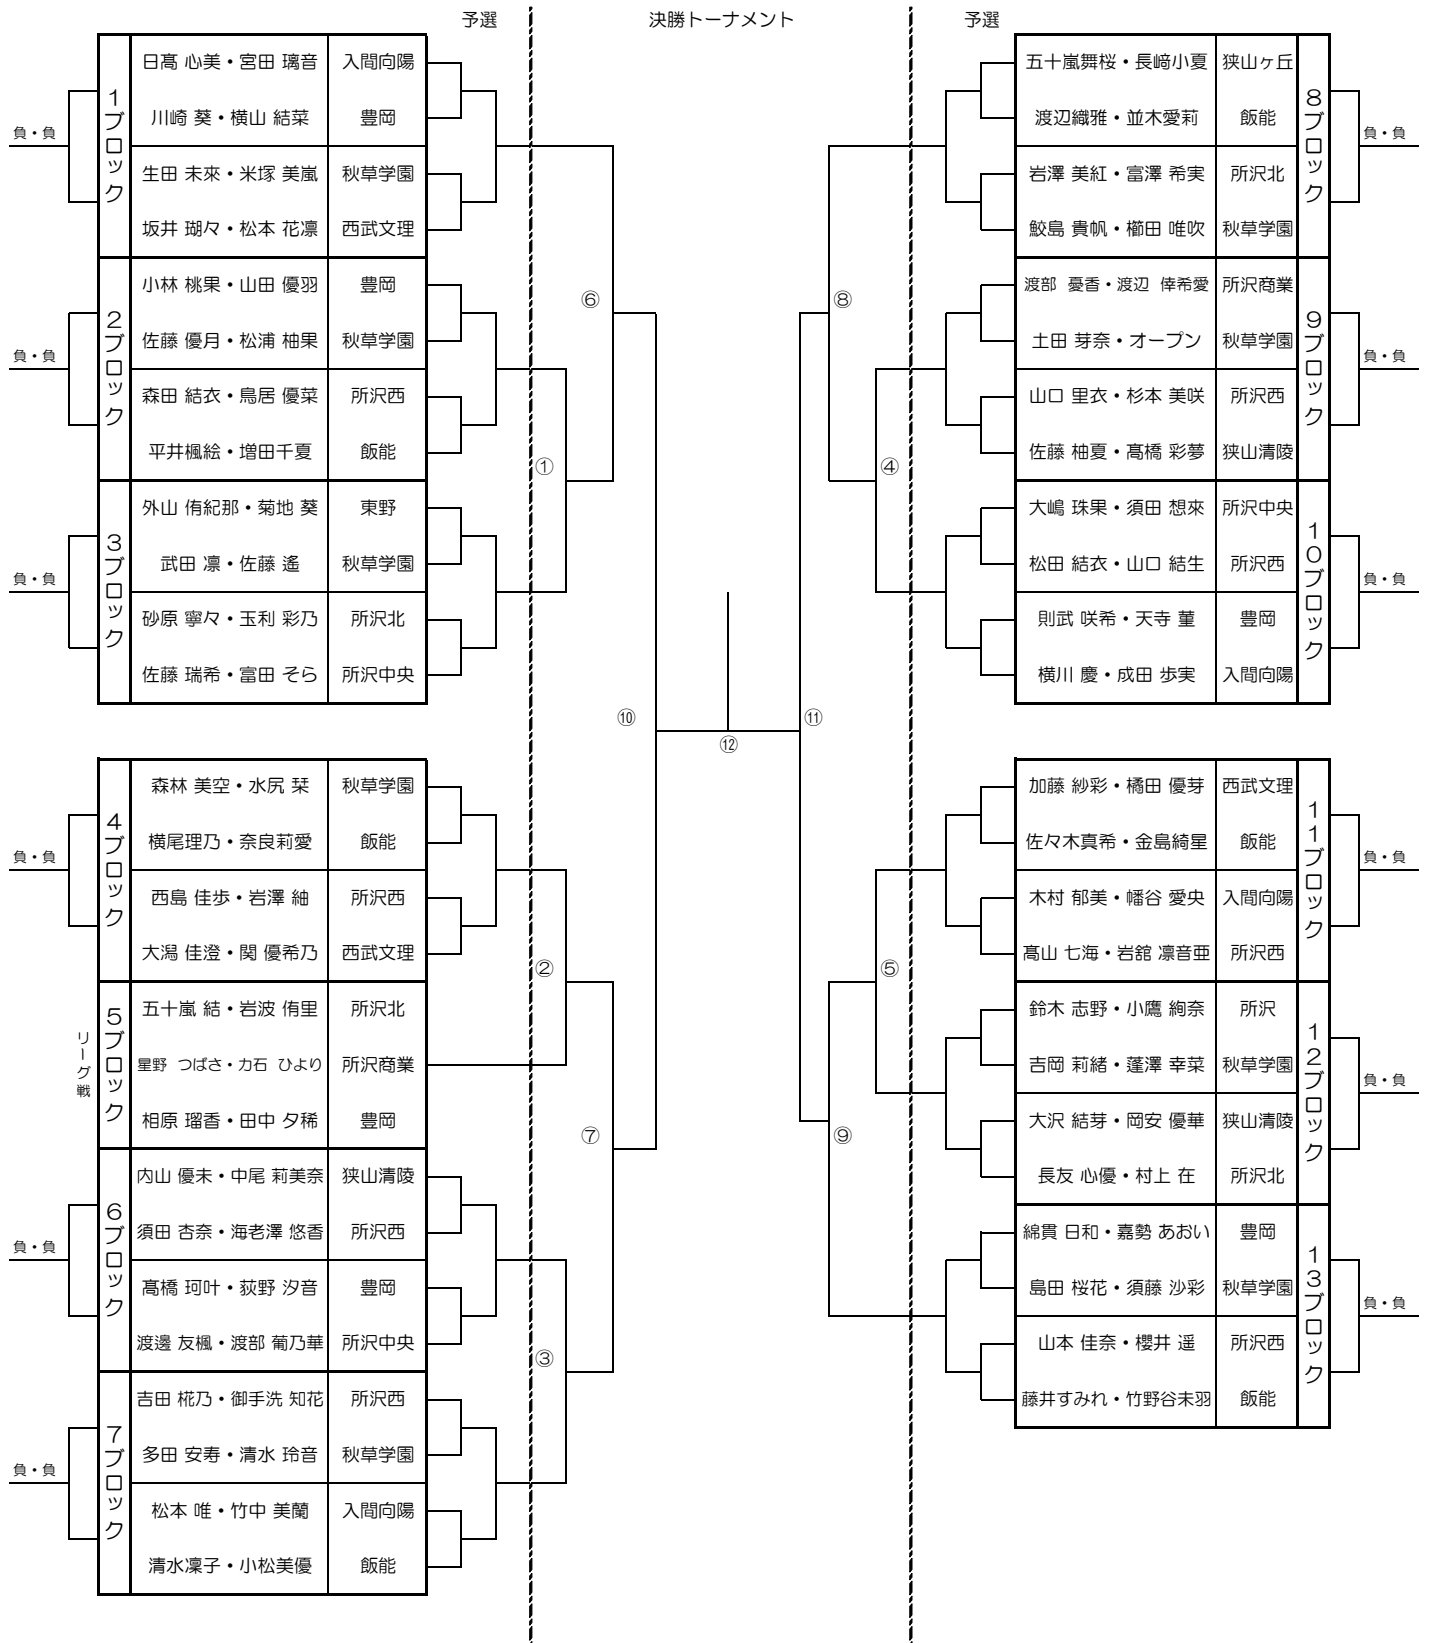 予選 決勝トーナメント 予選
1ブロック
負・負
日髙 心美・宮田 璃音 入間向陽
川崎 葵・横山 結菜 豊岡
生田 未來・米塚 美嵐 秋草学園
坂井 瑚々・松本 花凛 西武文理
2ブロック
負・負
小林 桃果・山田 優羽 豊岡
佐藤 優月・松浦 柚果 秋草学園
森田 結衣・鳥居 優菜 所沢西
平井楓絵・増田千夏 飯能
3ブロック
負・負
外山 侑紀那・菊地 葵 東野
武田 凛・佐藤 遙 秋草学園
砂原 寧々・玉利 彩乃 所沢北
佐藤 瑞希・富田 そら 所沢中央
4ブロック
負・負
森林 美空・水尻 栞 秋草学園
横尾理乃・奈良莉愛 飯能
西島 佳歩・岩澤 紬 所沢西
大潟 佳澄・関 優希乃 西武文理
5ブロック
リーグ戦
五十嵐 結・岩波 侑里 所沢北
星野 つばさ・力石 ひより 所沢商業
相原 瑠香・田中 夕稀 豊岡
6ブロック
負・負
内山 優未・中尾 莉美奈 狭山清陵
須田 杏奈・海老澤 悠香 所沢西
髙橋 珂叶・荻野 汐音 豊岡
渡邊 友楓・渡部 葡乃華 所沢中央
7ブロック
負・負
吉田 椛乃・御手洗 知花 所沢西
多田 安寿・清水 玲音 秋草学園
松本 唯・竹中 美蘭 入間向陽
清水凜子・小松美優 飯能
①
②
③
⑥
⑦
⑩
⑫
⑪
⑧
⑨
④
⑤
8ブロック
負・負
五十嵐舞桜・長﨑小夏 狭山ヶ丘
渡辺織雅・並木愛莉 飯能
岩澤 美紅・富澤 希実 所沢北
鮫島 貴帆・櫛田 唯吹 秋草学園
9ブロック
負・負
渡部 憂香・渡辺 倖希愛 所沢商業
土田 芽奈・オープン 秋草学園
山口 里衣・杉本 美咲 所沢西
佐藤 柚夏・髙橋 彩夢 狭山清陵
10ブロック
負・負
大嶋 珠果・須田 想來 所沢中央
松田 結衣・山口 結生 所沢西
則武 咲希・天寺 菫 豊岡
横川 慶・成田 歩実 入間向陽
11ブロック
負・負
加藤 紗彩・橘田 優芽 西武文理
佐々木真希・金島綺星 飯能
木村 郁美・幡谷 愛央 入間向陽
髙山 七海・岩舘 凛音亜 所沢西
12ブロック
負・負
鈴木 志野・小鷹 絢奈 所沢
吉岡 莉緒・蓬澤 幸菜 秋草学園
大沢 結芽・岡安 優華 狭山清陵
長友 心優・村上 在 所沢北
13ブロック
負・負
綿貫 日和・嘉勢 あおい 豊岡
島田 桜花・須藤 沙彩 秋草学園
山本 佳奈・櫻井 遥 所沢西
藤井すみれ・竹野谷未羽 飯能